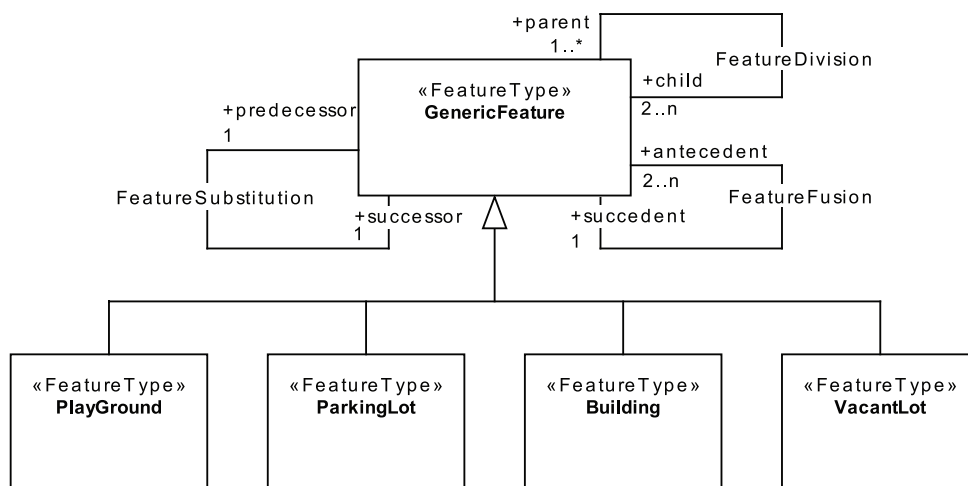 +parent
1..*
FeatureDivision
+child
2..n
«FeatureType»
GenericFeature
+predecessor
1
+antecedent
2..n
FeatureSubstitution
FeatureFusion
+successor
1
+succedent
1
«FeatureType»
PlayGround
«FeatureType»
ParkingLot
«FeatureType»
Building
«FeatureType»
VacantLot